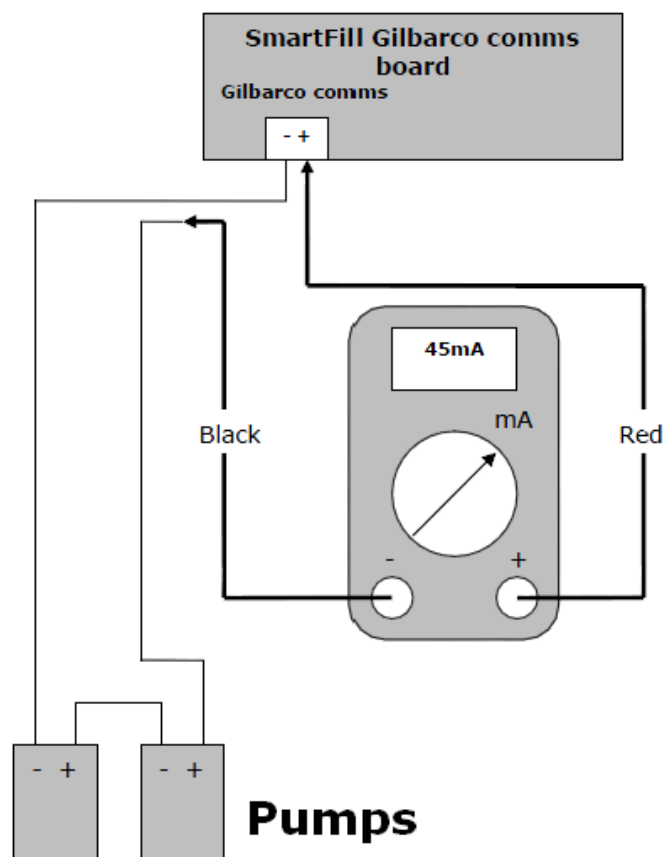 SmartFill Gilbarco comms
board
Gilbarco comms
- +
45mA
mA
Black
Red
- +
- + - +
Pumps